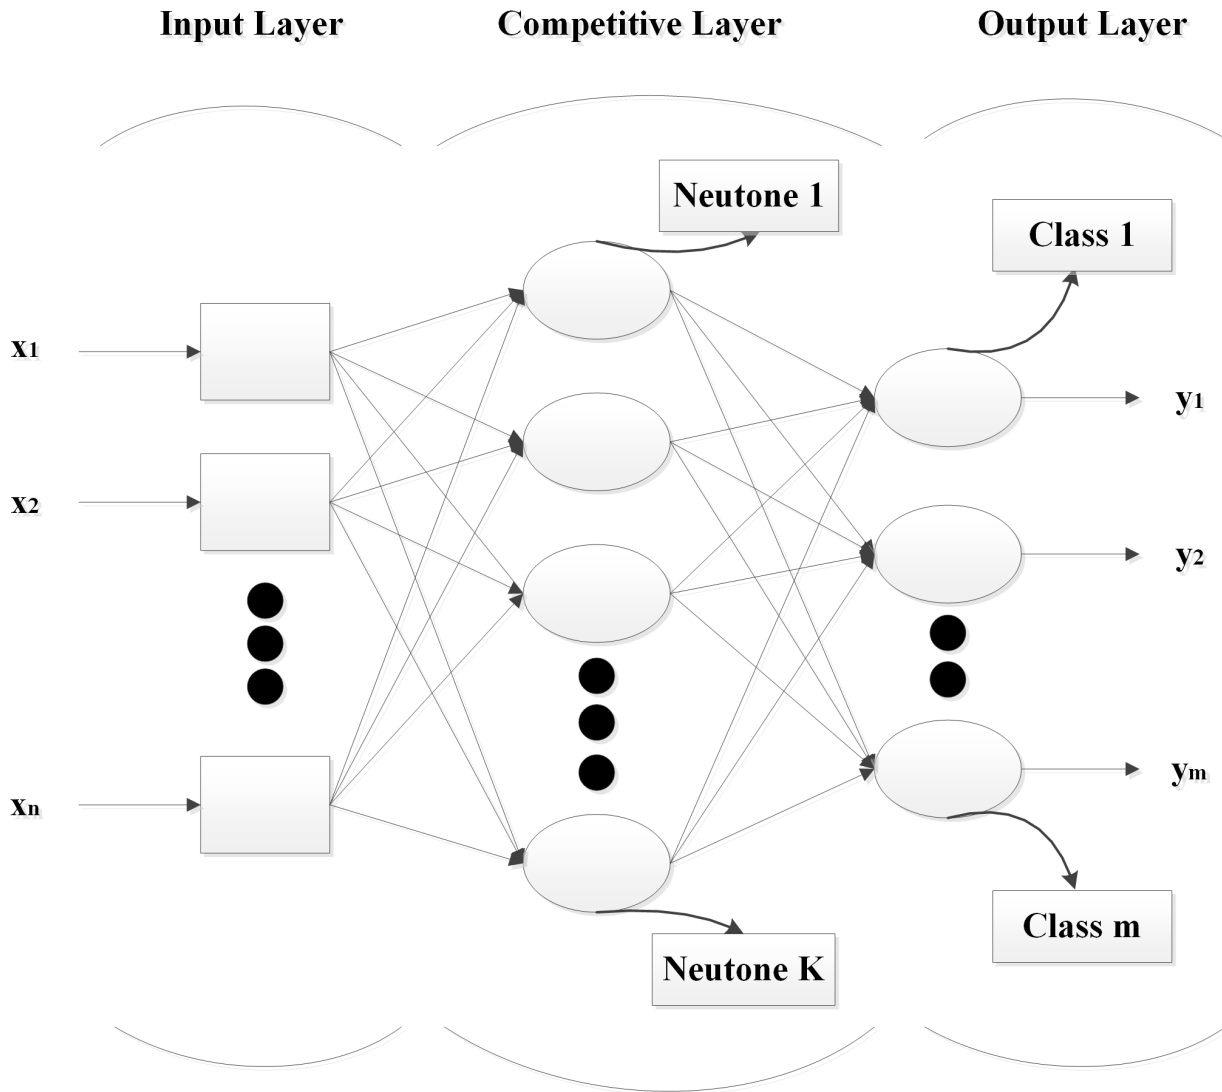 Input Layer
Competitive Layer
Output Layer
Neutone 1
Class 1
x1
y1
x2
y2
ym
xn
Class m
Neutone K